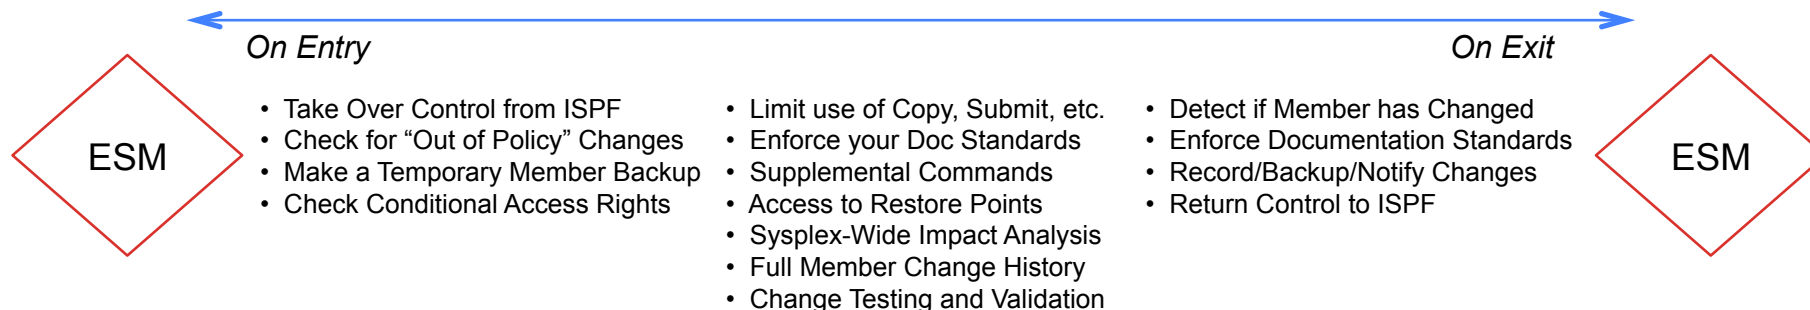 On Entry
On Exit
ESM
• Take Over Control from ISPF
• Check for “Out of Policy” Changes
• Make a Temporary Member Backup
• Check Conditional Access Rights
• Limit use of Copy, Submit, etc.
• Enforce your Doc Standards
• Supplemental Commands
• Access to Restore Points
• Sysplex-Wide Impact Analysis
• Full Member Change History
• Change Testing and Validation
• Detect if Member has Changed
• Enforce Documentation Standards
• Record/Backup/Notify Changes
• Return Control to ISPF
ESM